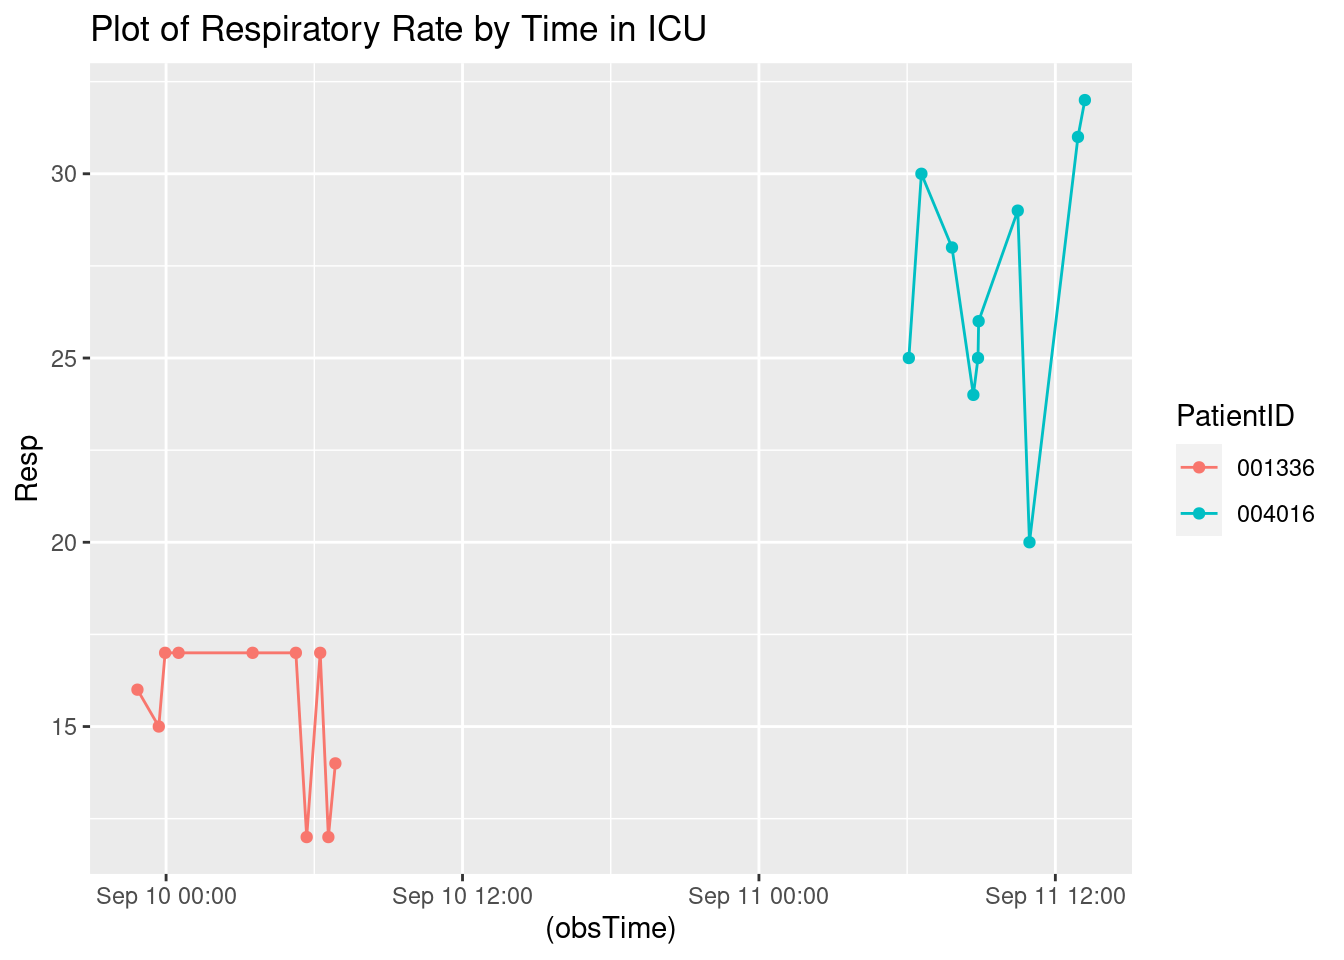 Plot of Respiratory Rate by Time in ICU
30
25
20
15
Resp
Sep 10 00:00
Sep 10 12:00
Sep 11 00:00
Sep 11 12:00
(obsTime)
PatientID
001336
004016